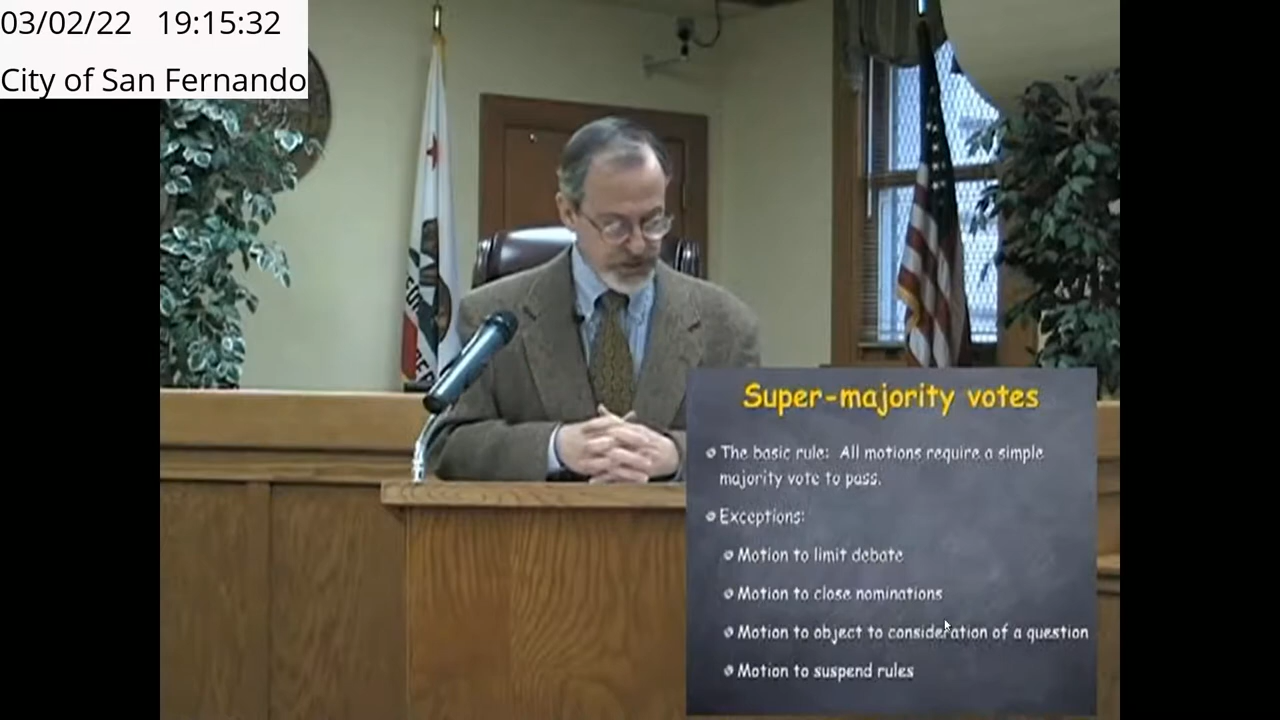 03/02/22 19:15:32
City of San Fernando
Super-majority votes
The basic rule: All motions require a simple
majority vote to pass.
Exceptions:
Motion to limit debate
Motion to close nominations
Motion to object to consideration of a question
Motion to suspend rules